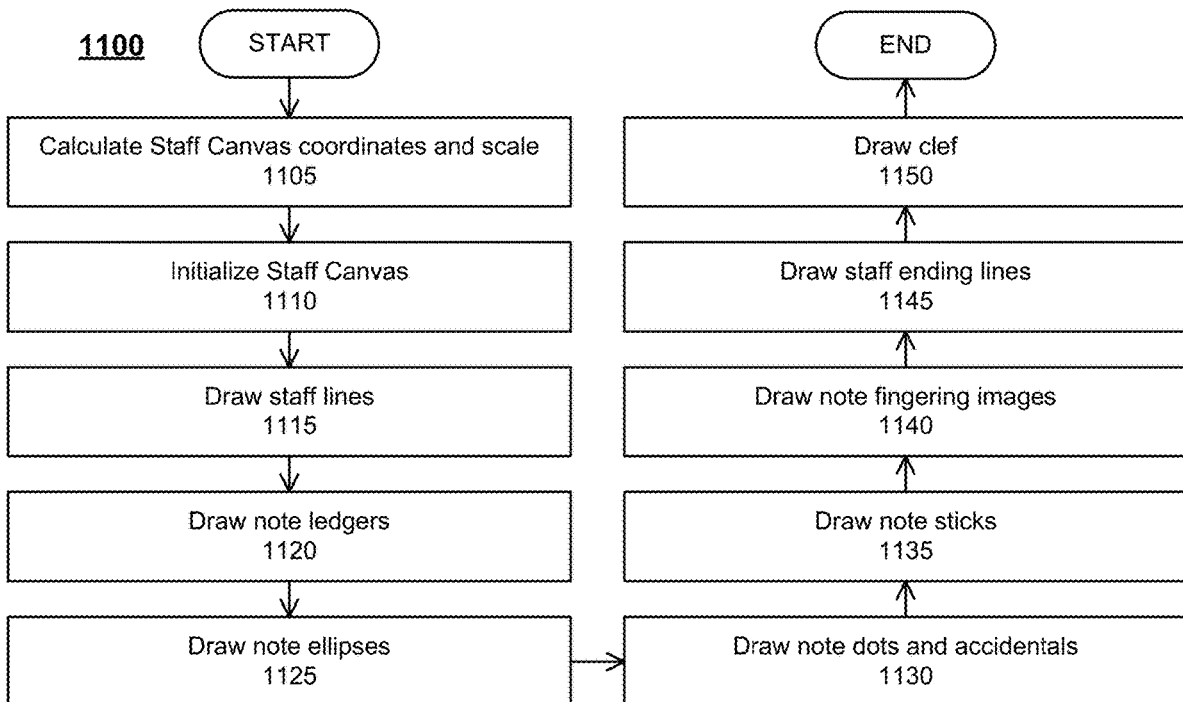 1100
START
Calculate Staff Canvas coordinates and scale
1105
Initialize Staff Canvas
1110
Draw staff lines
1115
Draw note ledgers
1120
Draw note ellipses
1125
Draw note dots and accidentals
1130
Draw note sticks
1135
Draw note fingering images
1140
Draw staff ending lines
1145
Draw clef
1150
END